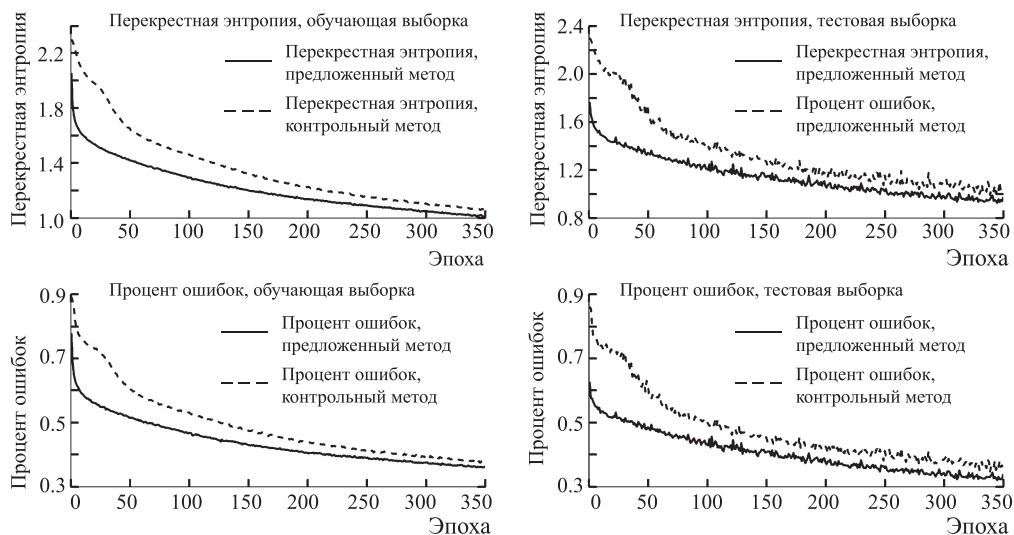 Перекрестная энтропия, обучающая выборка
Перекрестная энтропия
2.2
1.8
1.4
1.0
Перекрестная энтропия,
предложенный метод
Перекрестная энтропия,
контрольный метод
0 50 100 150 200 250 300 350
Эпоха
Перекрестная энтропия, тестовая выборка
Перекрестная энтропия
2.4
2.0
1.6
1.2
0.8
Перекрестная энтропия,
предложенный метод
Процент ошибок,
предложенный метод
0 50 100 150 200 250 300 350
Эпоха
Процент ошибок, обучающая выборка
Процент ошибок
0.9
0.7
0.5
0.3
Процент ошибок,
предложенный метод
Процент ошибок,
контрольный метод
0 50 100 150 200 250 300 350
Эпоха
Процент ошибок, тестовая выборка
Процент ошибок
0.9
0.7
0.5
0.3
Процент ошибок,
предложенный метод
Процент ошибок,
контрольный метод
0 50 100 150 200 250 300 350
Эпоха